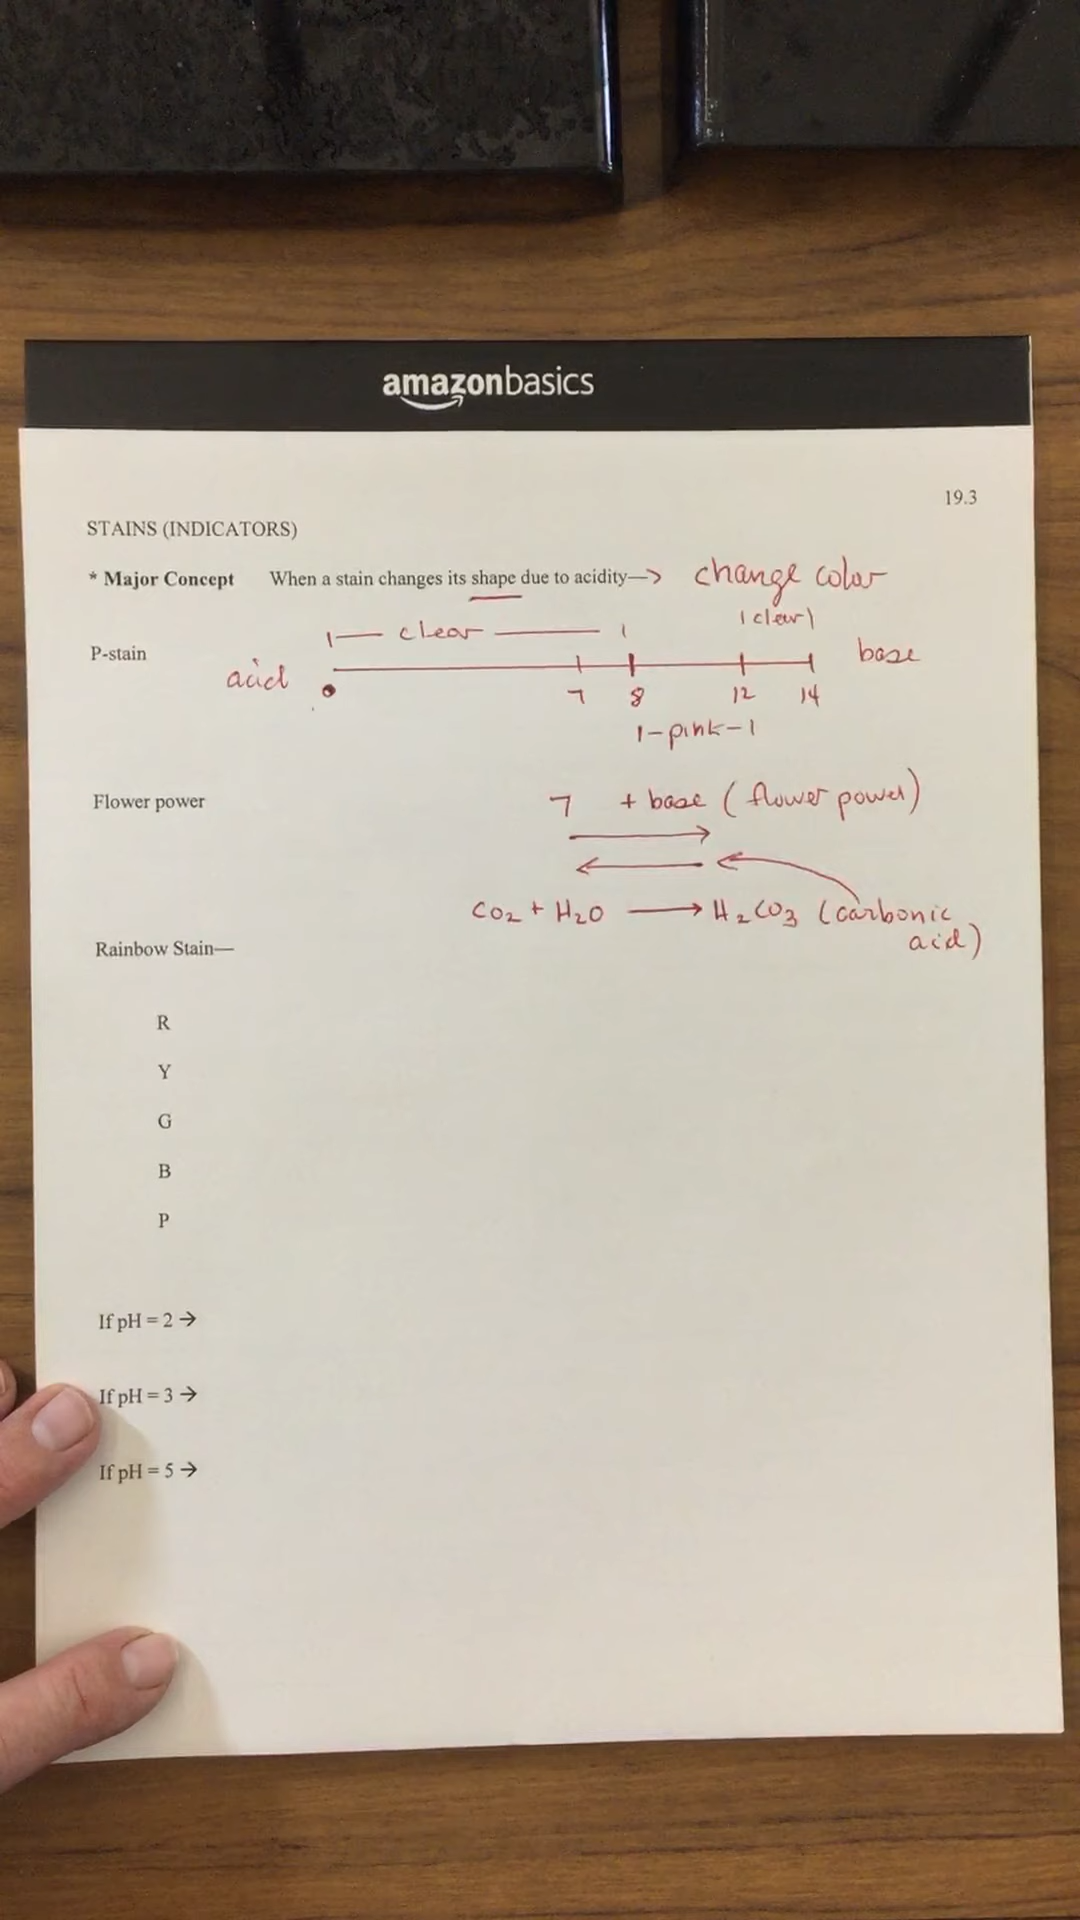 amazonbasics
19.3
STAINS (INDICATORS)
* Major Concept When a stain changes its shape due to acidity—> change color
|— clear —— | | clear |
P-stain
acid base
7 8 12 14
|-pink-|
Flower power 7 + base (flower power)
CO2 + H2O → H2CO3 (carbonic
acid)
Rainbow Stain—
R
Y
G
B
P
If pH = 2 →
If pH = 3 →
If pH = 5 →